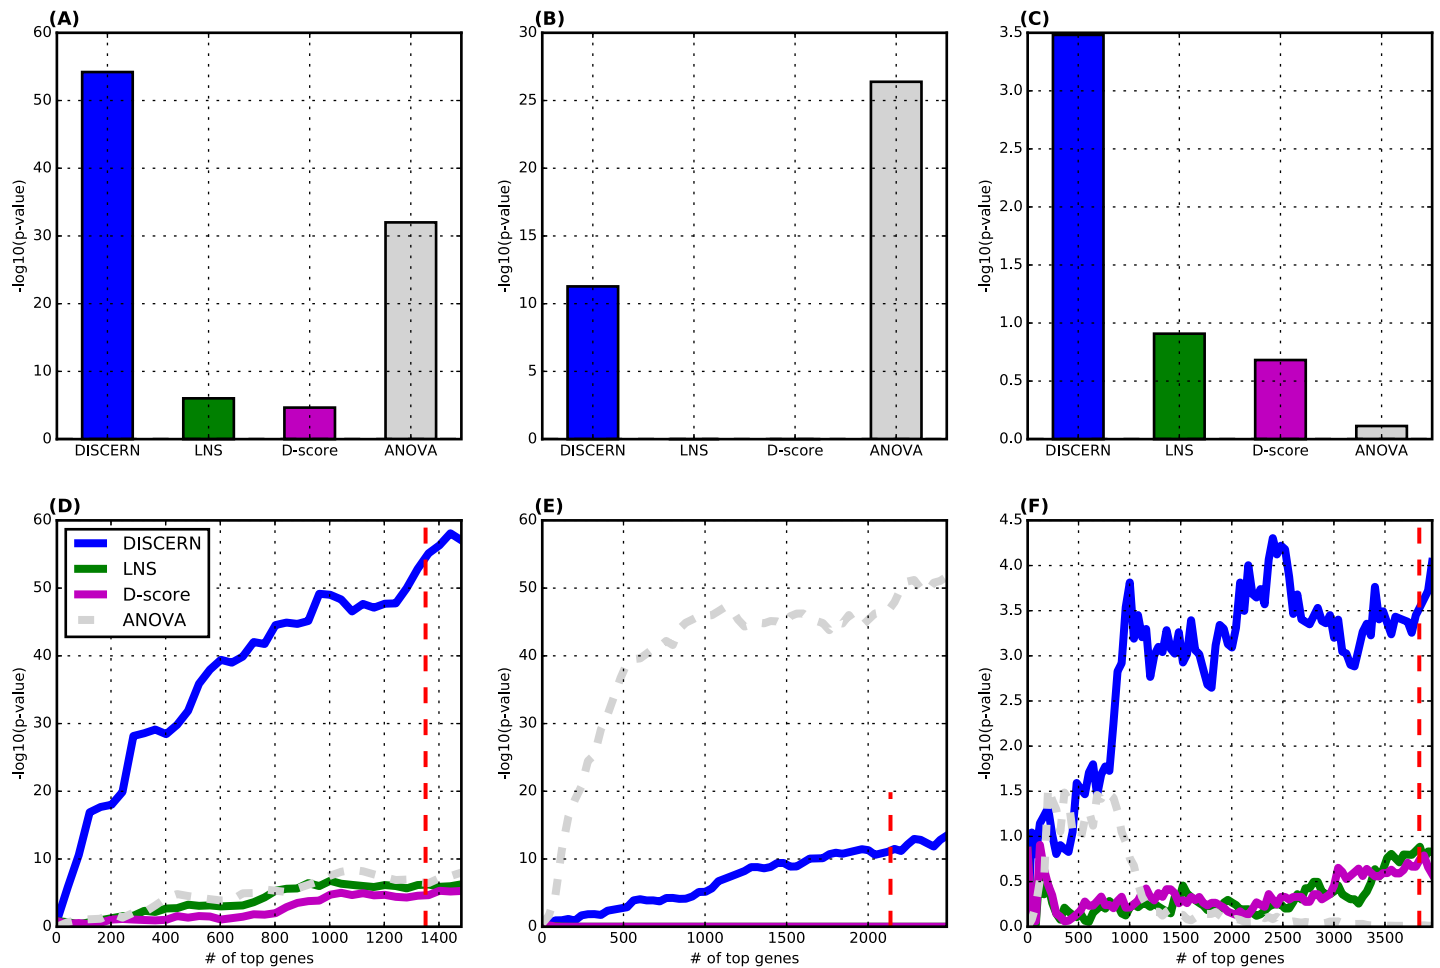 (A)
60
50
40
30
20
10
0
-log10(p-value)
DISCERN LNS D-score ANOVA
(B)
30
25
20
15
10
5
0
-log10(p-value)
DISCERN LNS D-score ANOVA
(C)
3.5
3.0
2.5
2.0
1.5
1.0
0.5
0.0
-log10(p-value)
DISCERN LNS D-score ANOVA
(D)
60
50
40
30
20
10
0
-log10(p-value)
DISCERN
LNS
D-score
ANOVA
0 200 400 600 800 1000 1200 1400
# of top genes
(E)
60
50
40
30
20
10
0
-log10(p-value)
0 500 1000 1500 2000
# of top genes
(F)
4.5
4.0
3.5
3.0
2.5
2.0
1.5
1.0
0.5
0.0
-log10(p-value)
0 500 1000 1500 2000 2500 3000 3500
# of top genes